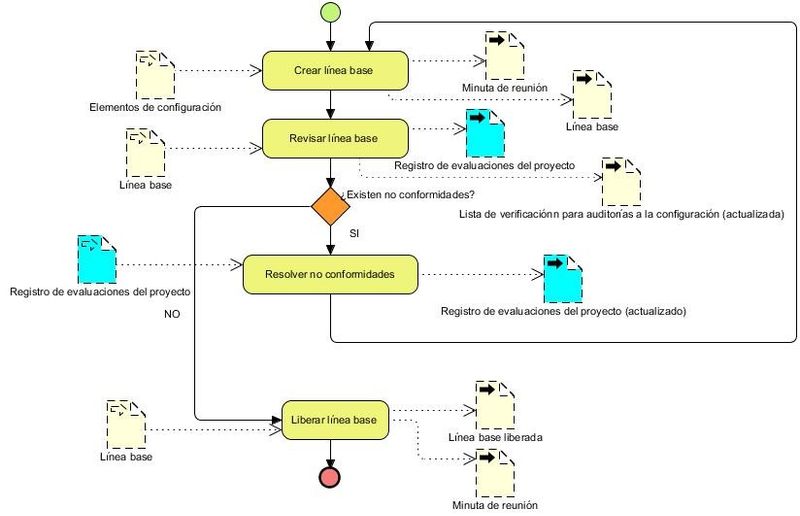 Crear línea base
Minuta de reunión
Elementos de configuración
Línea base
Revisar línea base
Registro de evaluaciones del proyecto
Línea base
¿Existen no conformidades?
Lista de verificaciónn para auditorías a la configuración (actualizada)
SI
Resolver no conformidades
Registro de evaluaciones del proyecto
Registro de evaluaciones del proyecto (actualizado)
NO
Liberar línea base
Línea base liberada
Línea base
Minuta de reunión